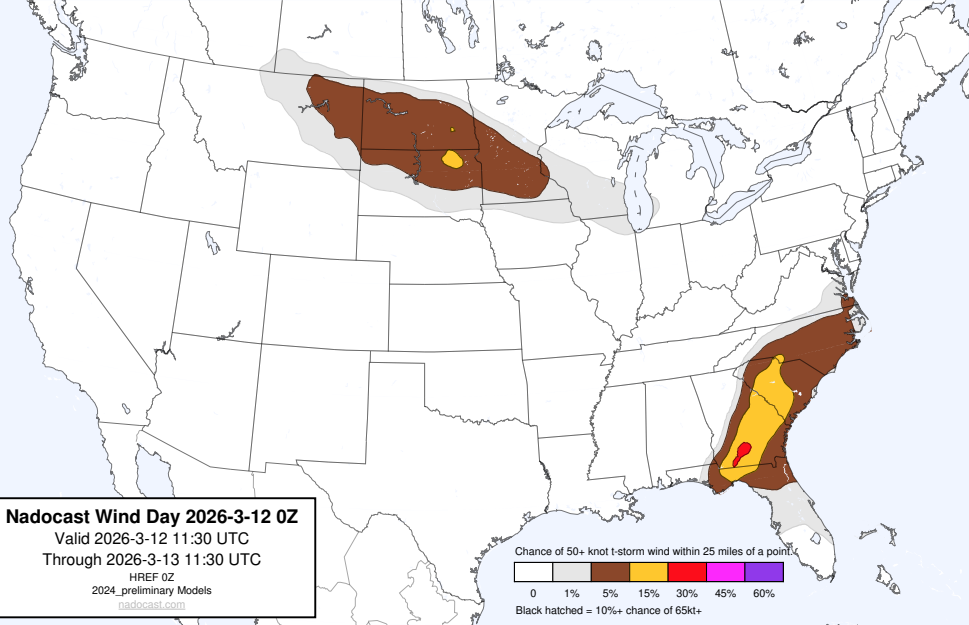 Nadocast Wind Day 2026-3-12 0Z
Valid 2026-3-12 11:30 UTC
Through 2026-3-13 11:30 UTC
HREF 0Z
2024_preliminary Models
nadocast.com
Chance of 50+ knot t-storm wind within 25 miles of a point.
0 1% 5% 15% 30% 45% 60%
Black hatched = 10%+ chance of 65kt+